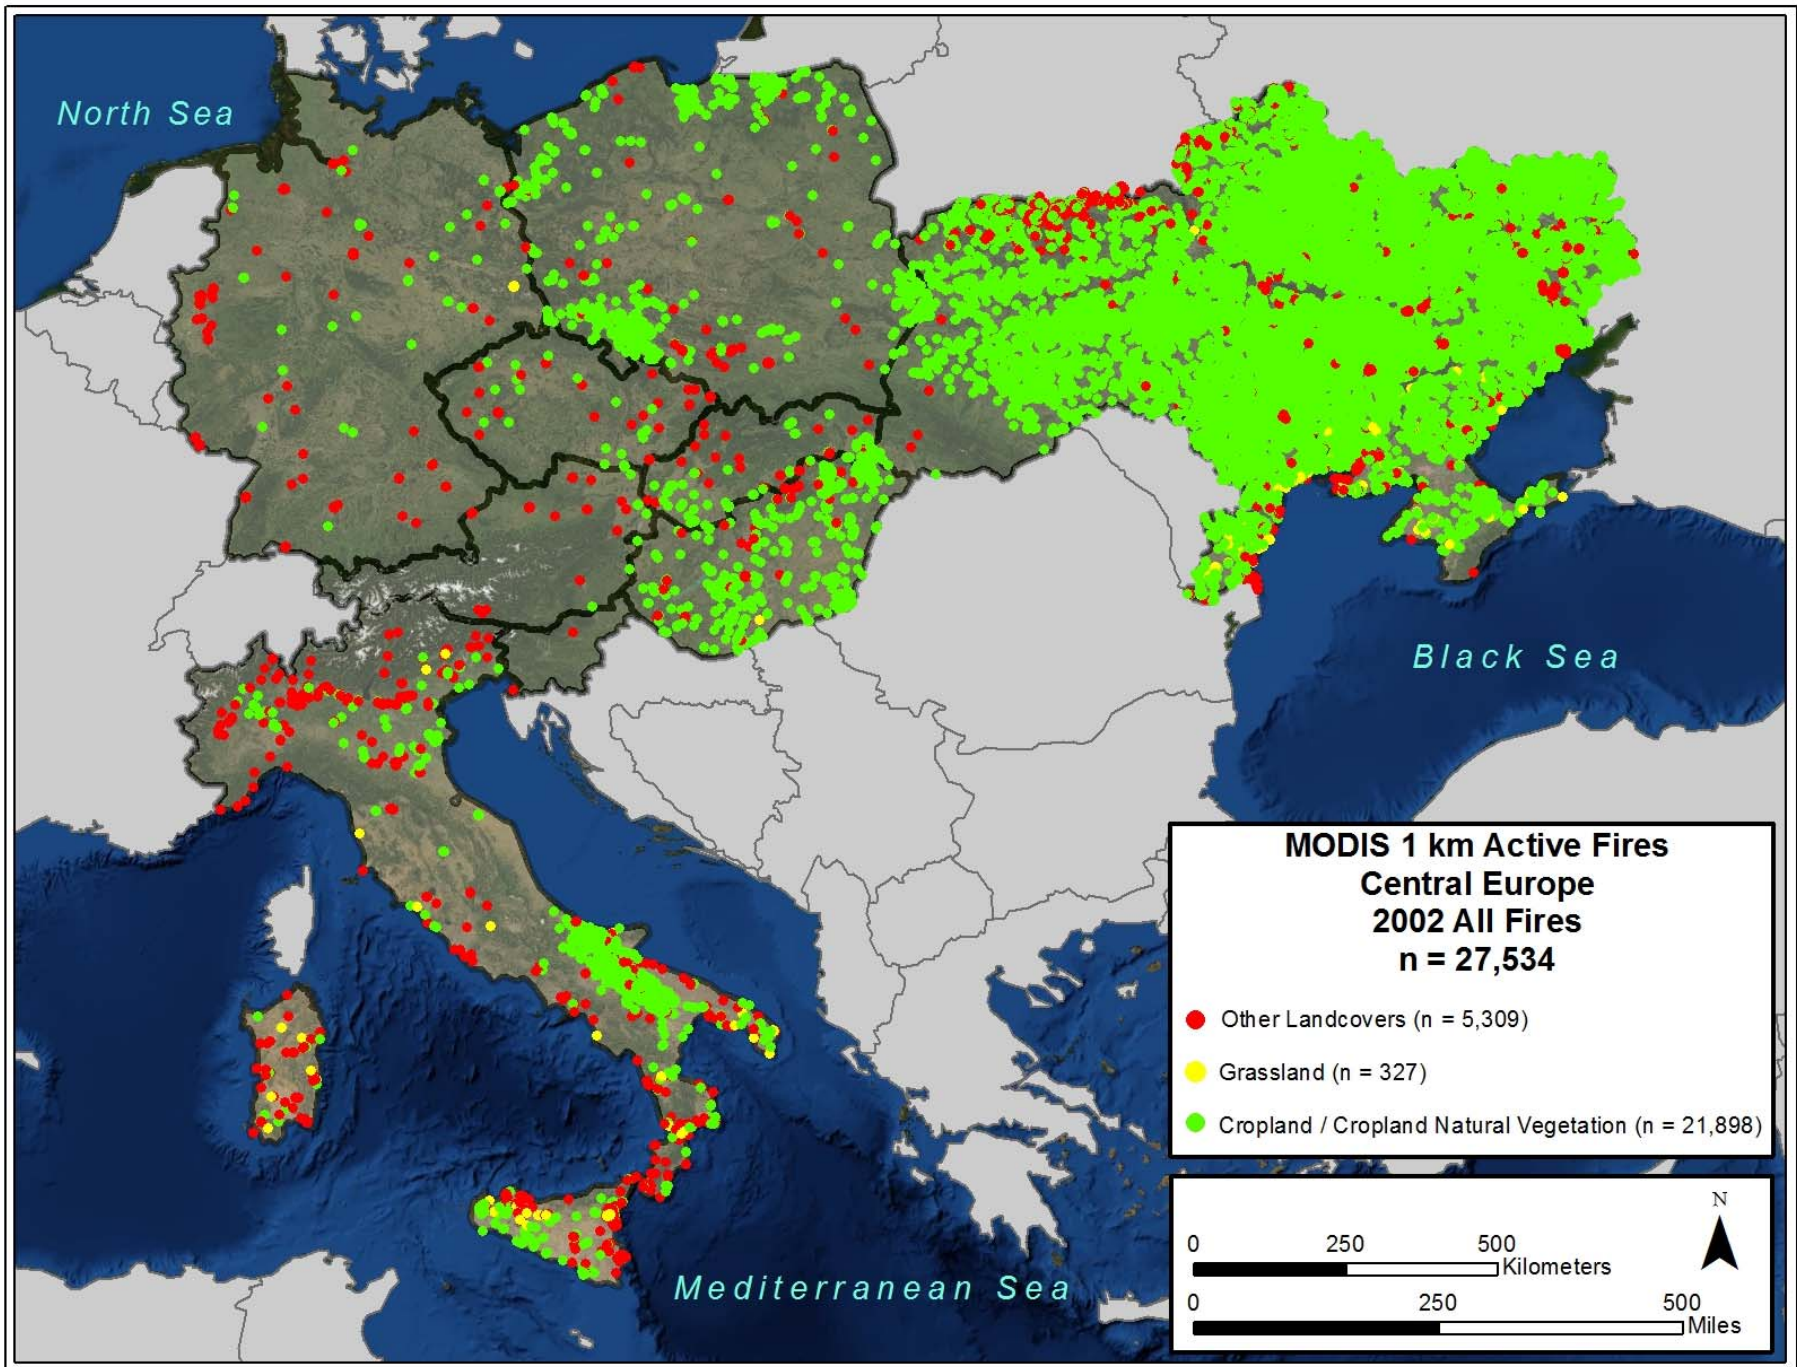 North Sea
Black Sea
Mediterranean Sea
MODIS 1 km Active Fires
Central Europe
2002 All Fires
n = 27,534
Other Landcovers (n = 5,309)
Grassland (n = 327)
Cropland / Cropland Natural Vegetation (n = 21,898)
N
0 250 500
Kilometers
0 250 500
Miles